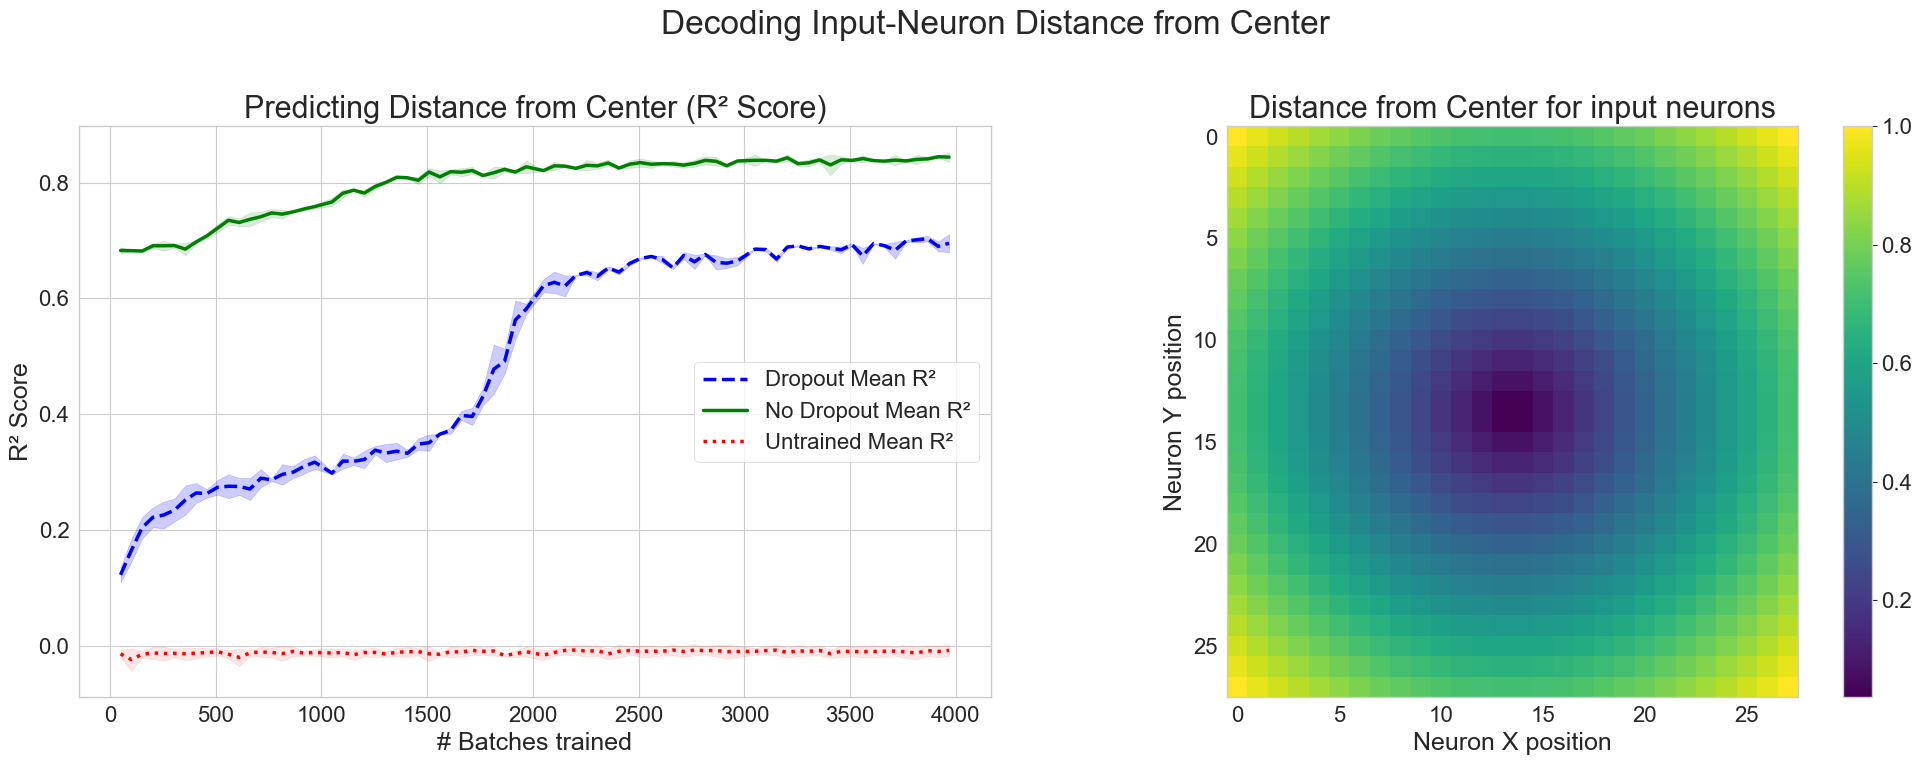 Decoding Input-Neuron Distance from Center
Predicting Distance from Center (R² Score)
R² Score
0.8
0.6
0.4
0.2
0.0
Dropout Mean R²
No Dropout Mean R²
Untrained Mean R²
0 500 1000 1500 2000 2500 3000 3500 4000
# Batches trained
Distance from Center for input neurons
Neuron Y position
0
5
10
15
20
25
0 5 10 15 20 25
Neuron X position
1.0
0.8
0.6
0.4
0.2